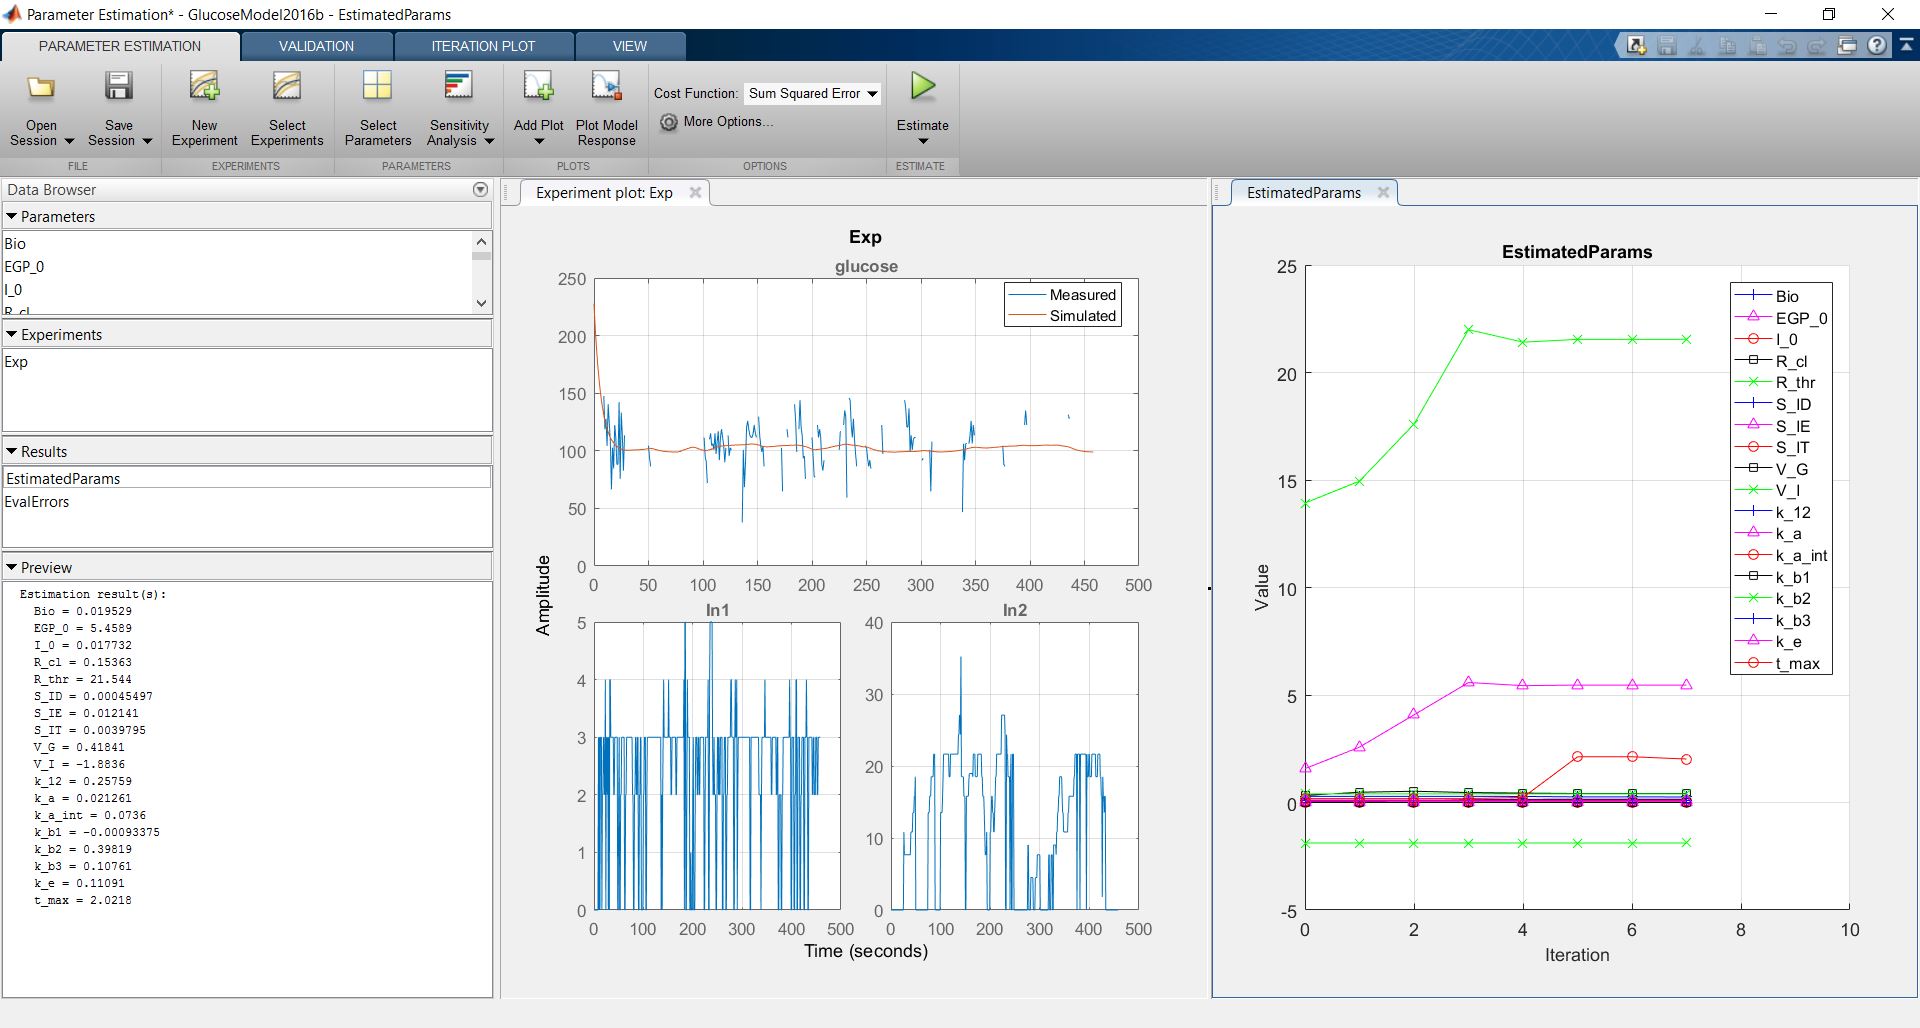 Parameter Estimation* - GlucoseModel2016b - EstimatedParams
PARAMETER ESTIMATION VALIDATION ITERATION PLOT VIEW
Open Session
Save Session
New Experiment
Select Experiments
Select Parameters
Sensitivity Analysis
Add Plot
Plot Model Response
Cost Function: Sum Squared Error
More Options...
Estimate
FILE EXPERIMENTS PARAMETERS PLOTS OPTIONS ESTIMATE
Data Browser
Parameters
Bio
EGP_0
I_0
R_cl
Experiments
Exp
Results
EstimatedParams
EvalErrors
Preview
Estimation result(s):
Bio = 0.019529
EGP_0 = 5.4589
I_0 = 0.017732
R_cl = 0.15363
R_thr = 21.544
S_ID = 0.00045497
S_IE = 0.012141
S_IT = 0.0039795
V_G = 0.41841
V_I = -1.8836
k_12 = 0.25759
k_a = 0.021261
k_a_int = 0.0736
k_b1 = -0.00093375
k_b2 = 0.39819
k_b3 = 0.10761
k_e = 0.11091
t_max = 2.0218
Experiment plot: Exp
Exp
glucose
250
200
150
100
50
0
Measured
Simulated
0 50 100 150 200 250 300 350 400 450 500
Amplitude
In1
5
4
3
2
1
0
0 100 200 300 400 500
In2
40
30
20
10
0
0 100 200 300 400 500
Time (seconds)
EstimatedParams
EstimatedParams
25
20
15
10
5
0
-5
Value
Bio
EGP_0
I_0
R_cl
R_thr
S_ID
S_IE
S_IT
V_G
V_I
k_12
k_a
k_a_int
k_b1
k_b2
k_b3
k_e
t_max
0 2 4 6 8 10
Iteration